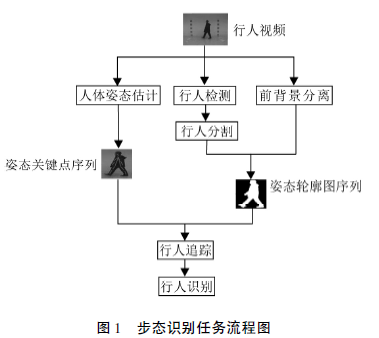 行人视频
人体姿态估计
行人检测
前背景分离
行人分割
姿态关键点序列
姿态轮廓图序列
行人追踪
行人识别
图 1 步态识别任务流程图